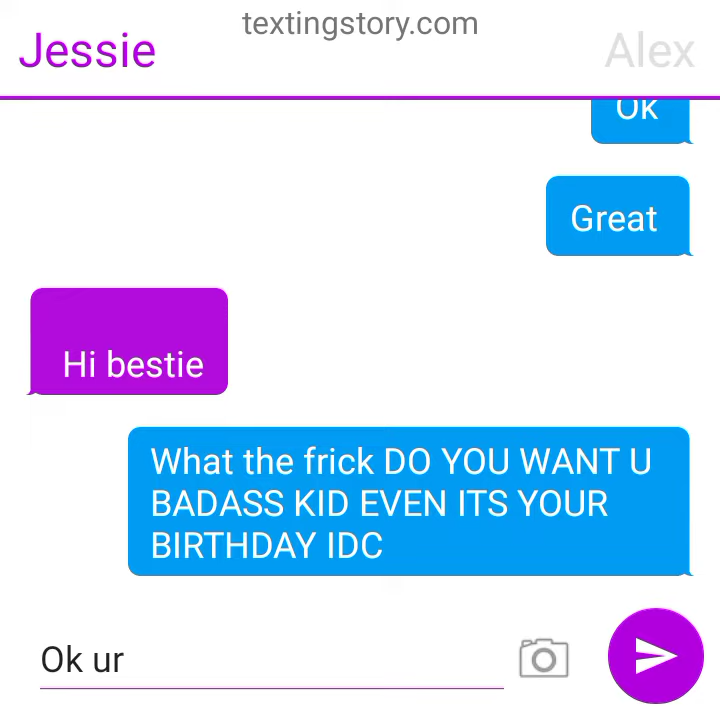 textingstory.com
Jessie
Alex
Ok
Great
Hi bestie
What the frick DO YOU WANT U
BADASS KID EVEN ITS YOUR
BIRTHDAY IDC
Ok ur